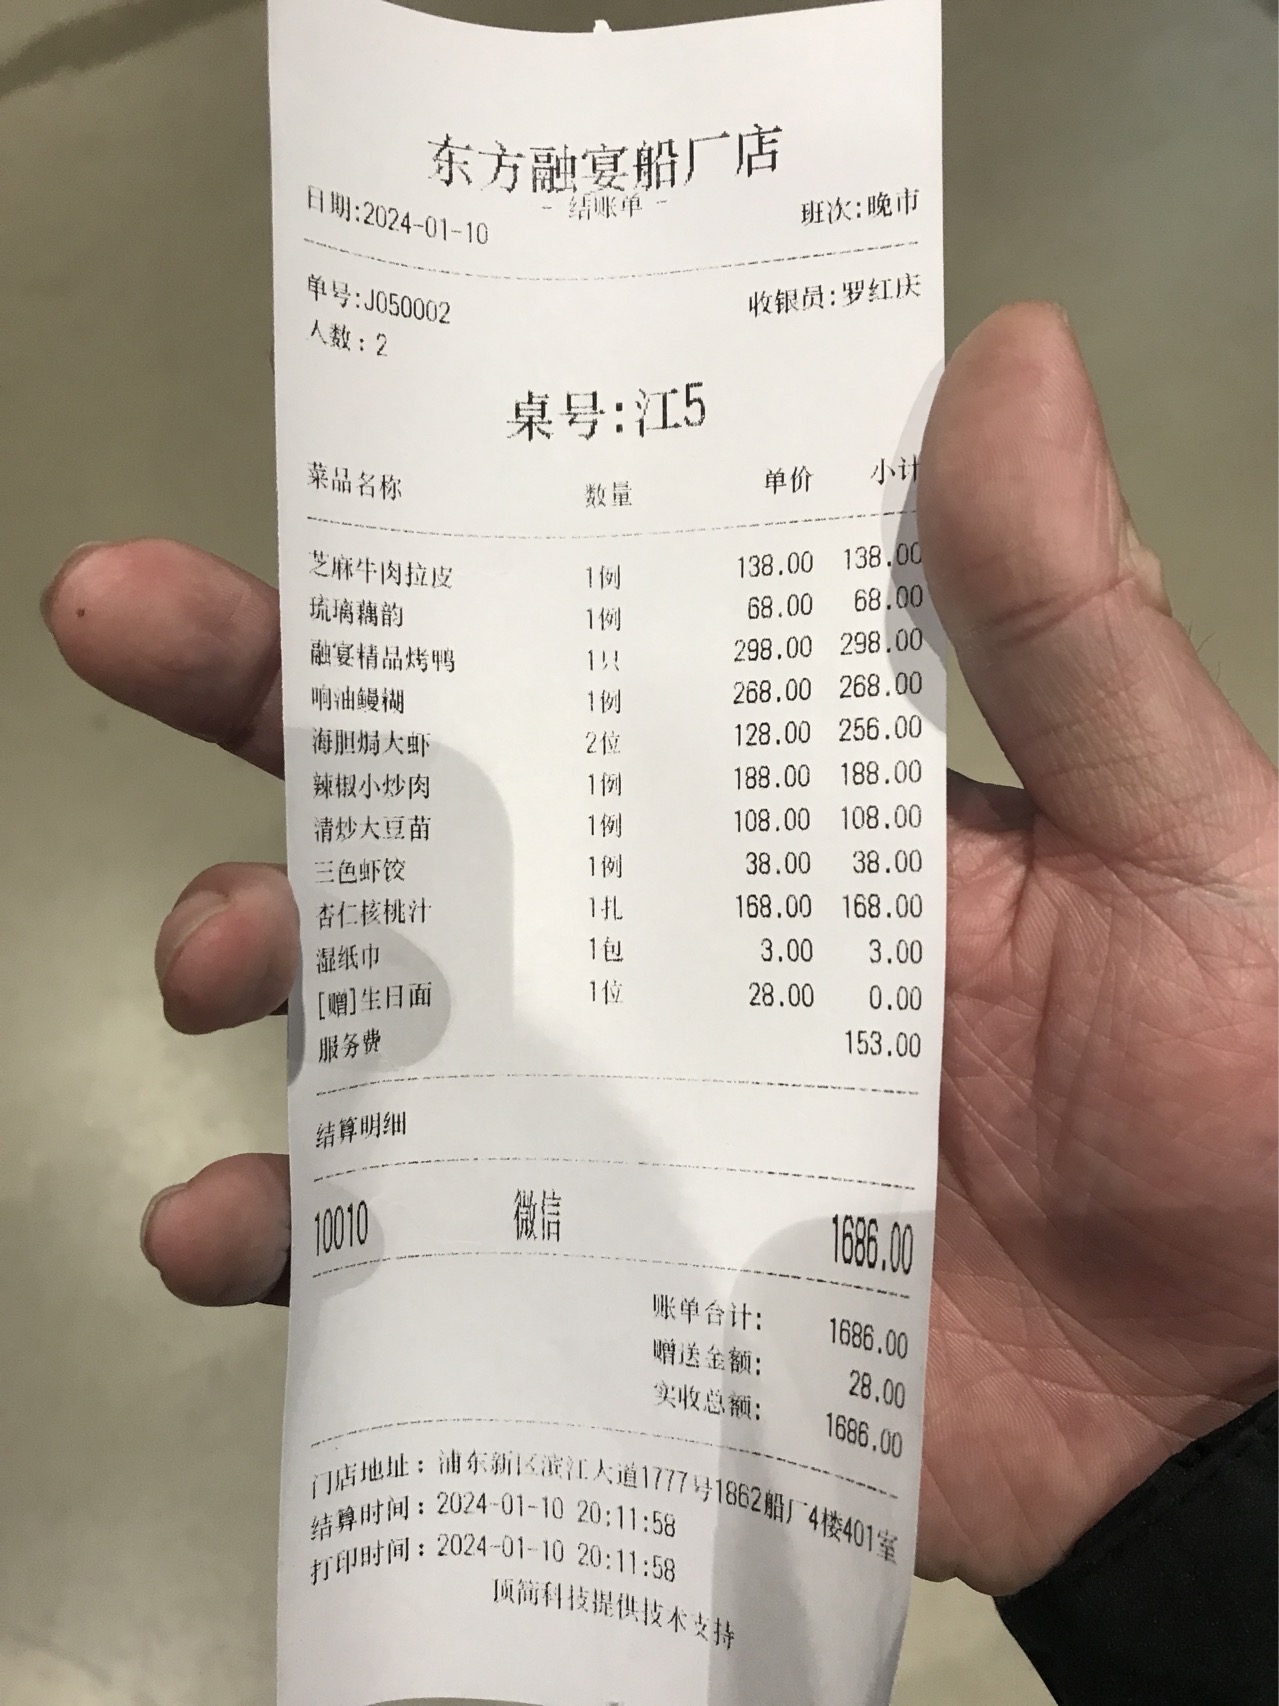 东方融宴船厂店
- 结账单 -
日期:2024-01-10 班次:晚市
单号:J050002 收银员:罗红庆
人数：2
桌号:江5
菜品名称 数量 单价 小计
芝麻牛肉拉皮 1例 138.00 138.00
琉璃藕韵 1例 68.00 68.00
融宴精品烤鸭 1只 298.00 298.00
响油鳗糊 1例 268.00 268.00
海胆焗大虾 2位 128.00 256.00
辣椒小炒肉 1例 188.00 188.00
清炒大豆苗 1例 108.00 108.00
三色虾饺 1例 38.00 38.00
杏仁核桃汁 1扎 168.00 168.00
湿纸巾 1包 3.00 3.00
[赠]生日面 1位 28.00 0.00
服务费 153.00
结算明细
10010 微信 1686.00
账单合计: 1686.00
赠送金额: 28.00
实收总额: 1686.00
门店地址：浦东新区滨江大道1777号1862船厂4楼401室
结算时间：2024-01-10 20:11:58
打印时间：2024-01-10 20:11:58
顶简科技提供技术支持